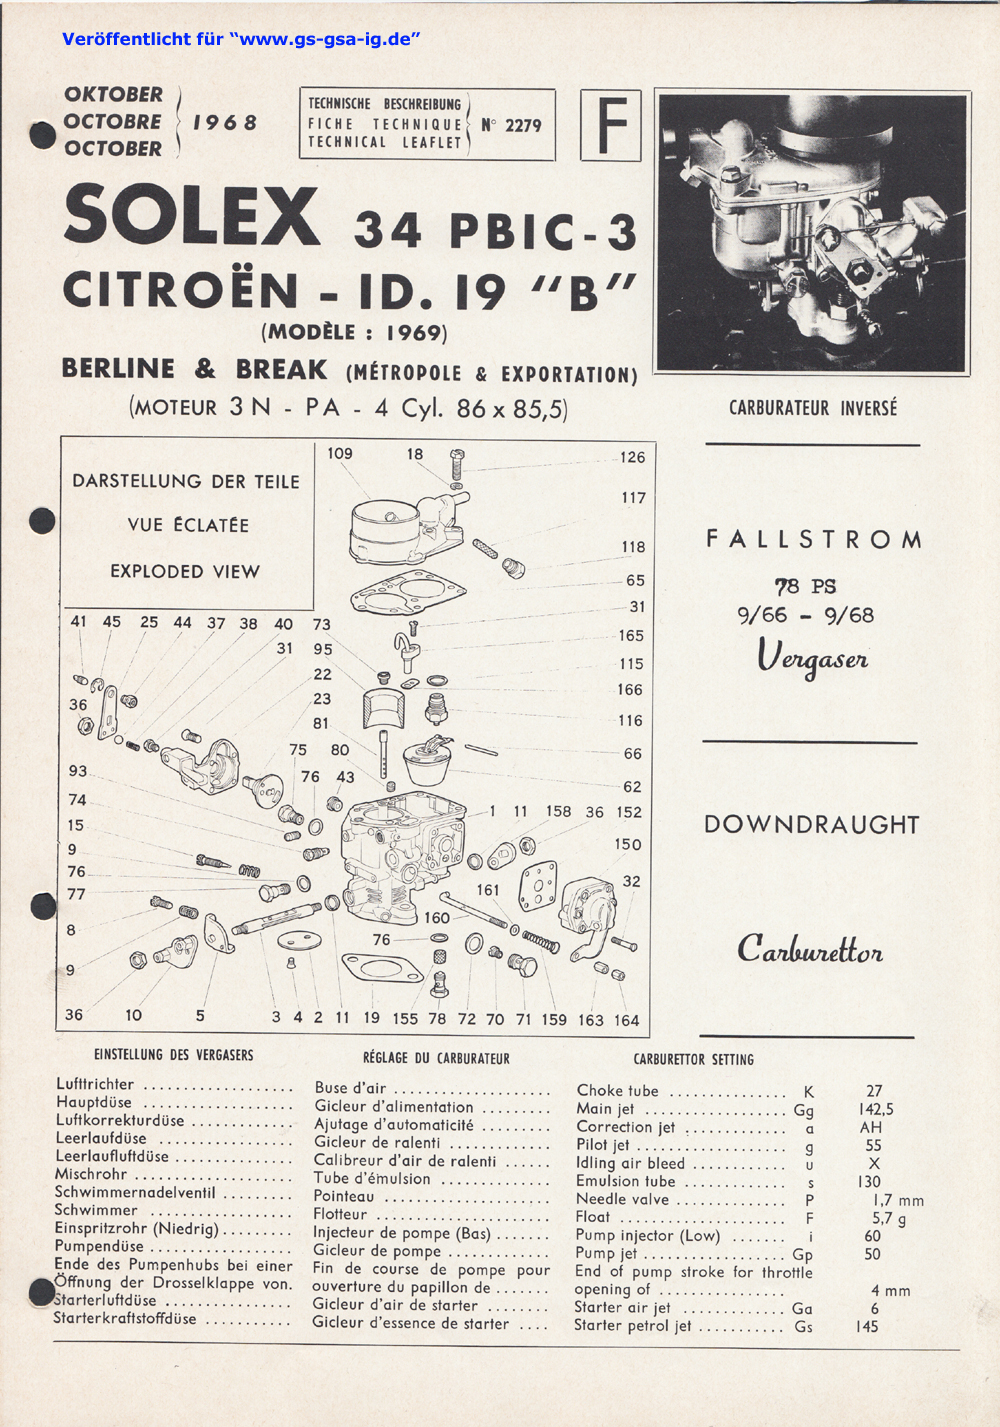 Veröffentlicht für “www.gs-gsa-ig.de”
OKTOBER
OCTOBRE
OCTOBER
1968
TECHNISCHE BESCHREIBUNG
FICHE TECHNIQUE
TECHNICAL LEAFLET
N° 2279
F
SOLEX 34 PBIC-3
CITROËN - ID. 19 “B”
(MODÈLE : 1969)
BERLINE & BREAK (MÉTROPOLE & EXPORTATION)
(MOTEUR 3 N - PA - 4 Cyl. 86 x 85,5)
CARBURATEUR INVERSÉ
FALLSTROM
78 PS
9/66 - 9/68
Vergaser
DOWNDRAUGHT
Carburettor
DARSTELLUNG DER TEILE
VUE ÉCLATÉE
EXPLODED VIEW
109 18 126
117
118
65
31
165
115
166
116
66
62
41 45 25 44 37 38 40 73
31 95
36 22
23
81
75 80
93 76 43
74
15
9
76
77
8
9
1 11 158 36 152
150
161 32
160
76
36 10 5 3 4 2 11 19 155 78 72 70 71 159 163 164
EINSTELLUNG DES VERGASERS
Lufttrichter ...................
Hauptdüse ...................
Luftkorrekturdüse .............
Leerlaufdüse .................
Leerlaufluftdüse ...............
Mischrohr ....................
Schwimmernadelventil .........
Schwimmer ..................
Einspritzrohr (Niedrig) .........
Pumpendüse ..................
Ende des Pumpenhubs bei einer
Öffnung der Drosselklappe von.
Starterluftdüse ................
Starterkraftstoffdüse ...........
RÉGLAGE DU CARBURATEUR
Buse d’air ....................
Gicleur d’alimentation .........
Ajutage d’automaticité .........
Gicleur de ralenti .............
Calibreur d’air de ralenti ......
Tube d’émulsion ...............
Pointeau .....................
Flotteur ......................
Injecteur de pompe (Bas) .......
Gicleur de pompe .............
Fin de course de pompe pour
ouverture du papillon de .......
Gicleur d’air de starter ........
Gicleur d’essence de starter ....
CARBURETTOR SETTING
Choke tube ............... K 27
Main jet .................. Gg 142,5
Correction jet ............. a AH
Pilot jet ................... g 55
Idling air bleed ............ u X
Emulsion tube ............. s 130
Needle valve .............. P 1,7 mm
Float ..................... F 5,7 g
Pump injector (Low) ....... i 60
Pump jet .................. Gp 50
End of pump stroke for throttle
opening of ................ 4 mm
Starter air jet ............. Ga 6
Starter petrol jet ........... Gs 145